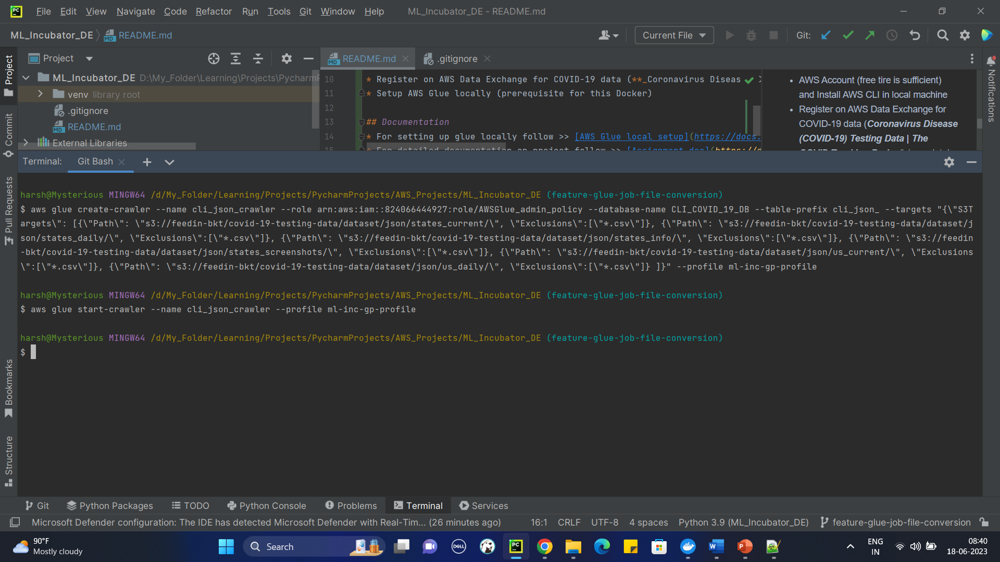 PC File Edit View Navigate Code Refactor Run Tools Git Window Help ML_Incubator_DE - README.md
ML_Incubator_DE README.md Current File Git:
Project README.md .gitignore
ML_Incubator_DE D:\My_Folder\Learning\Projects\Pycharm
venv library root
.gitignore
README.md
External Libraries
10 * Register on AWS Data Exchange for COVID-19 data (**_Coronavirus Diseas
11 * Setup AWS Glue locally (prerequisite for this Docker)
12
13 ## Documentation
14 * For setting up glue locally follow >> [AWS Glue local setup](https://docs.
15 * For detailed documentation on project follow >> [Assignment doc](https://d
• AWS Account (free tire is sufficient)
and Install AWS CLI in local machine
• Register on AWS Data Exchange for
COVID-19 data (Coronavirus Disease
(COVID-19) Testing Data | The
Project
Commit
Pull Requests
Bookmarks
Structure
Notifications
Terminal: Git Bash
harsh@Mysterious MINGW64 /d/My_Folder/Learning/Projects/PycharmProjects/AWS_Projects/ML_Incubator_DE (feature-glue-job-file-conversion)
$ aws glue create-crawler --name cli_json_crawler --role arn:aws:iam::824066444927:role/AWSGlue_admin_policy --database-name CLI_COVID_19_DB --table-prefix cli_json_ --targets "{\"S3T
argets\": [{\"Path\": \"s3://feedin-bkt/covid-19-testing-data/dataset/json/states_current/\", \"Exclusions\":[\"*.csv\"]}, {\"Path\": \"s3://feedin-bkt/covid-19-testing-data/dataset/j
son/states_daily/\", \"Exclusions\":[\"*.csv\"]}, {\"Path\": \"s3://feedin-bkt/covid-19-testing-data/dataset/json/states_info/\", \"Exclusions\":[\"*.csv\"]}, {\"Path\": \"s3://feedin
-bkt/covid-19-testing-data/dataset/json/states_screenshots/\", \"Exclusions\":[\"*.csv\"]}, {\"Path\": \"s3://feedin-bkt/covid-19-testing-data/dataset/json/us_current/\", \"Exclusions
\":[\"*.csv\"]}, {\"Path\": \"s3://feedin-bkt/covid-19-testing-data/dataset/json/us_daily/\", \"Exclusions\":[\"*.csv\"]} ]}" --profile ml-inc-gp-profile
harsh@Mysterious MINGW64 /d/My_Folder/Learning/Projects/PycharmProjects/AWS_Projects/ML_Incubator_DE (feature-glue-job-file-conversion)
$ aws glue start-crawler --name cli_json_crawler --profile ml-inc-gp-profile
harsh@Mysterious MINGW64 /d/My_Folder/Learning/Projects/PycharmProjects/AWS_Projects/ML_Incubator_DE (feature-glue-job-file-conversion)
$
Git Python Packages TODO Python Console Problems Terminal Services
Microsoft Defender configuration: The IDE has detected Microsoft Defender with Real-Tim... (26 minutes ago) 16:1 CRLF UTF-8 4 spaces Python 3.9 (ML_Incubator_DE) feature-glue-job-file-conversion
90°F
Mostly cloudy
Search
ENG
IN
08:40
18-06-2023